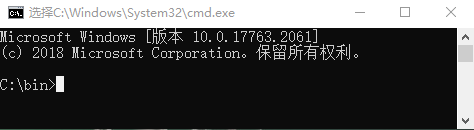 选择C:\Windows\System32\cmd.exe
Microsoft Windows [版本 10.0.17763.2061]
(c) 2018 Microsoft Corporation。保留所有权利。
C:\bin>